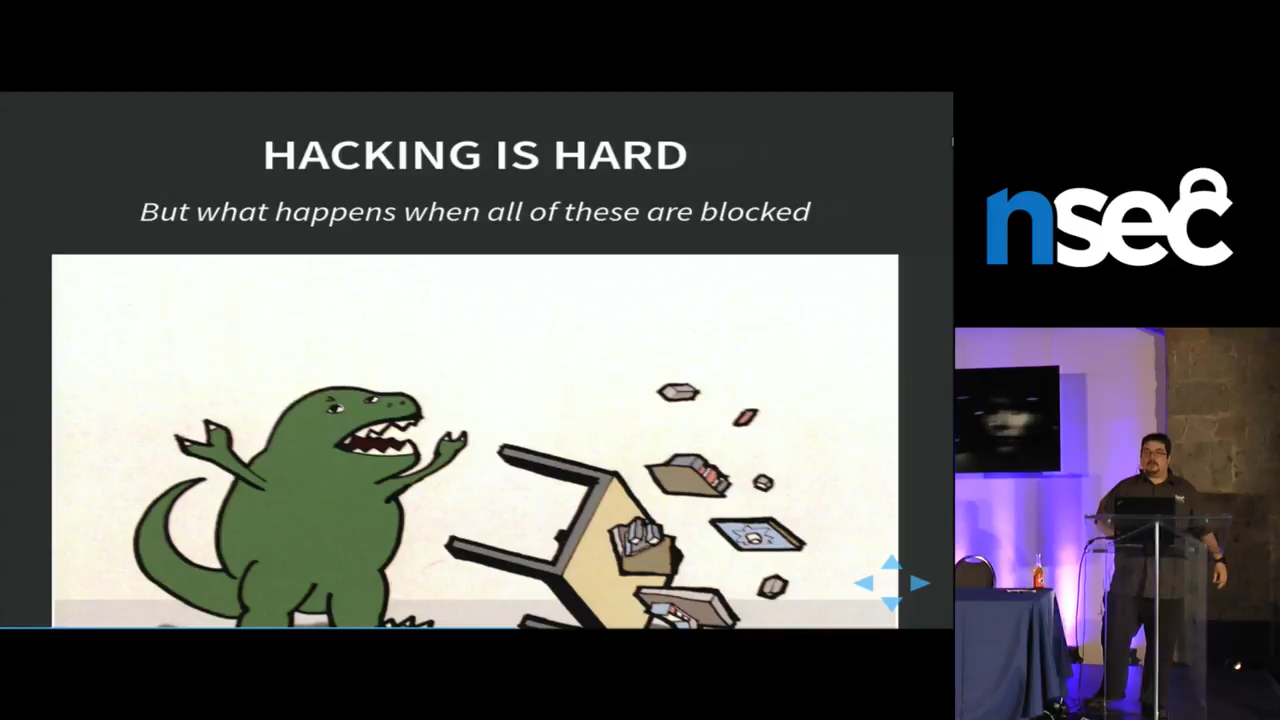 HACKING IS HARD
But what happens when all of these are blocked
nsec